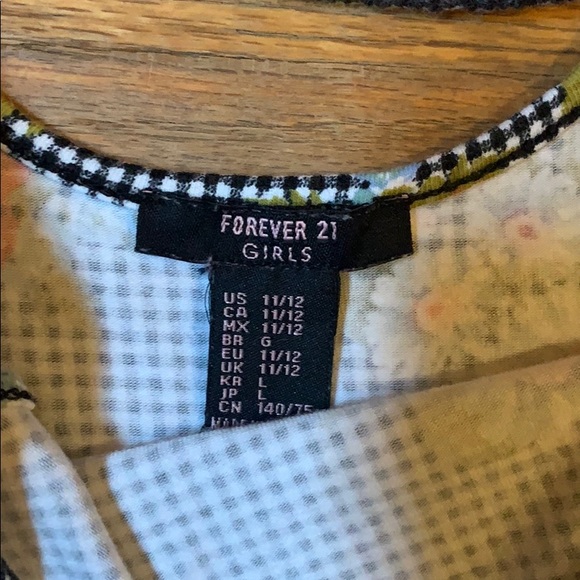 FOREVER 21
GIRLS
US 11/12
CA 11/12
MX 11/12
BR G
EU 11/12
UK 11/12
KR L
JP L
CN 140/75